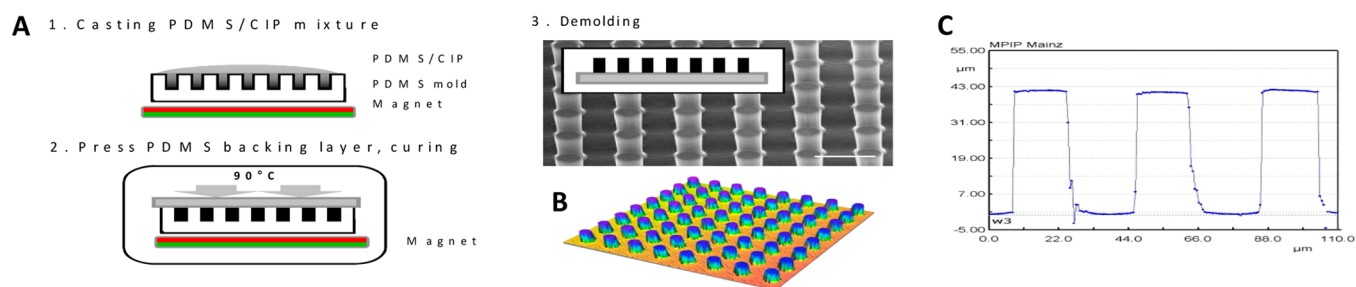 A
1. Casting PDMS/CIP mixture
PDMS/CIP
PDMS mold
Magnet
2. Press PDMS backing layer, curing
90°C
Magnet
3. Demolding
B
C
MPIP Mainz
55.00
µm
43.00
31.00
19.00
7.00
w3
-5.00
0.0 22.0 44.0 66.0 88.0 110.0
µm